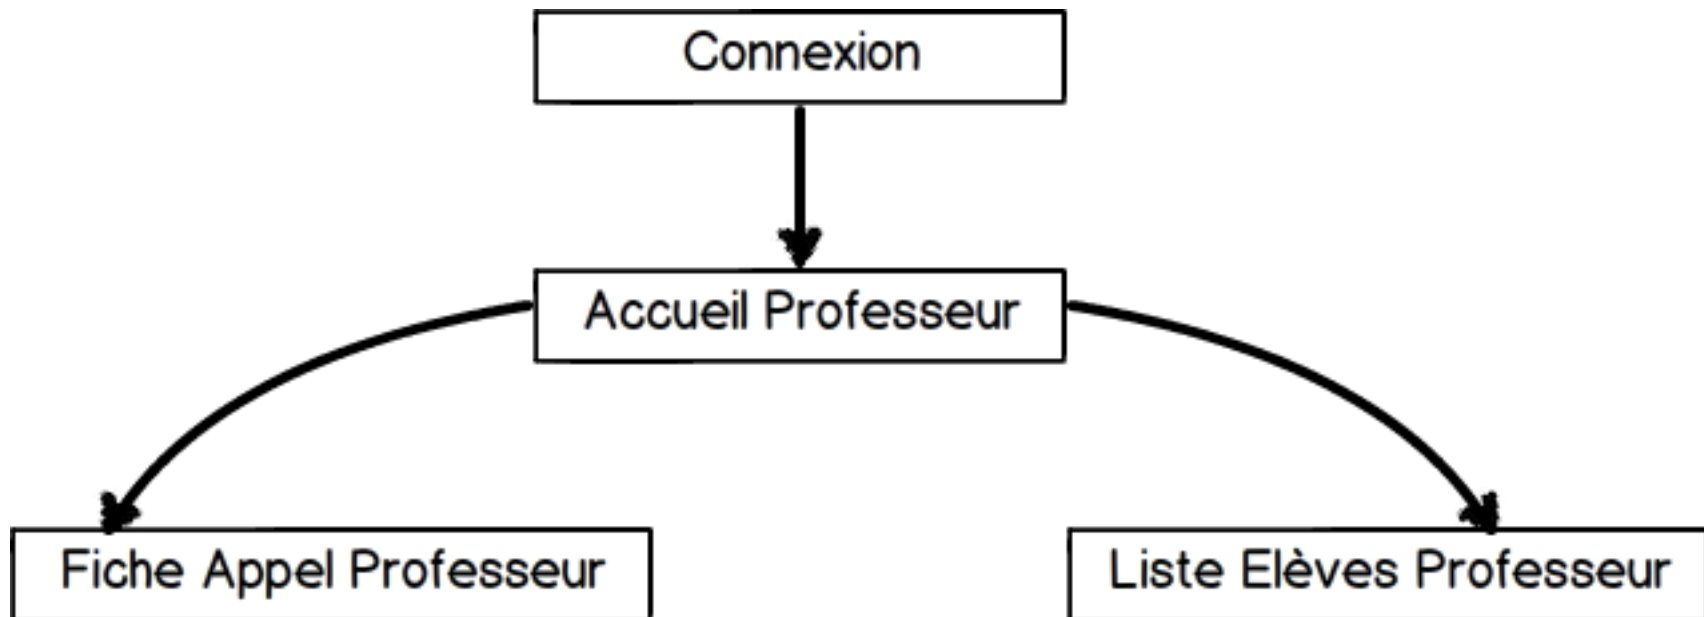 Connexion
Accueil Professeur
Fiche Appel Professeur
Liste Elèves Professeur